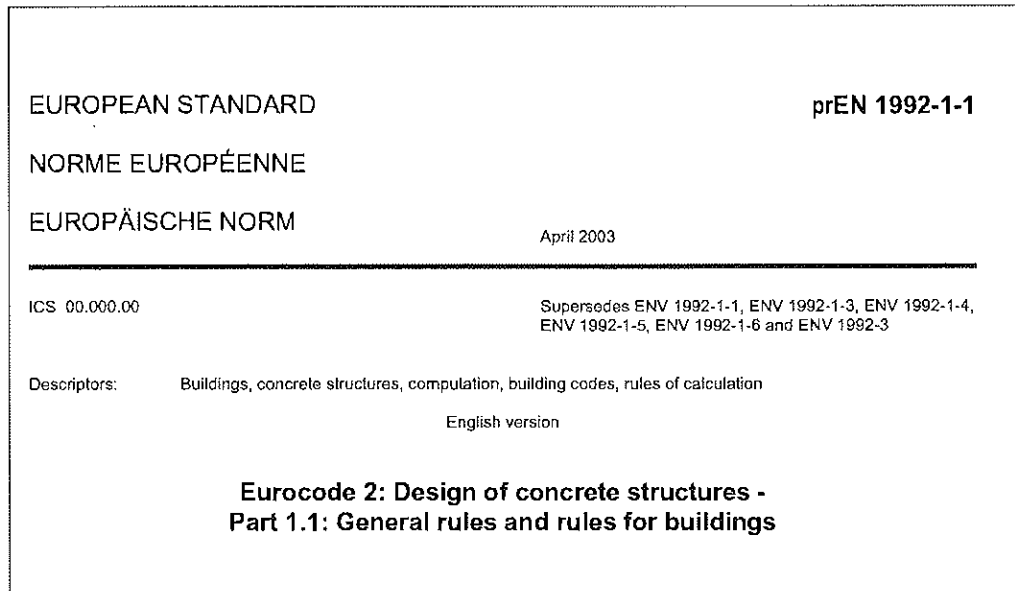 EUROPEAN STANDARD
prEN 1992-1-1
NORME EUROPÉENNE
EUROPÄISCHE NORM
April 2003
ICS 00.000.00
Supersedes ENV 1992-1-1, ENV 1992-1-3, ENV 1992-1-4,
ENV 1992-1-5, ENV 1992-1-6 and ENV 1992-3
Descriptors: Buildings, concrete structures, computation, building codes, rules of calculation
English version
Eurocode 2: Design of concrete structures -
Part 1.1: General rules and rules for buildings